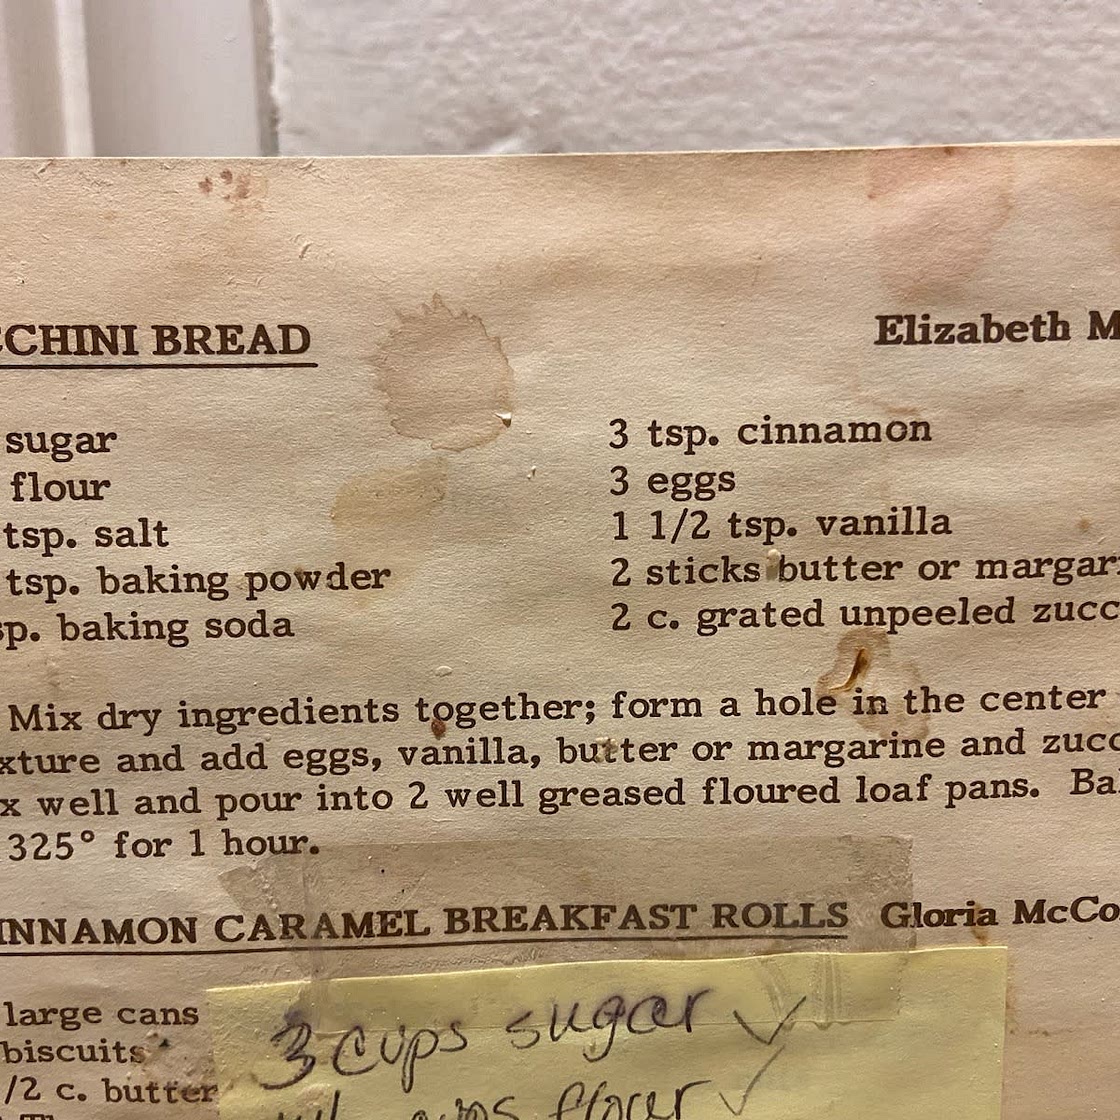 CCHINI BREAD Elizabeth M
sugar 3 tsp. cinnamon
flour 3 eggs
tsp. salt 1 1/2 tsp. vanilla
tsp. baking powder 2 sticks butter or margar
sp. baking soda 2 c. grated unpeeled zucc
Mix dry ingredients together; form a hole in the center
xture and add eggs, vanilla, butter or margarine and zucc
x well and pour into 2 well greased floured loaf pans. Ba
325° for 1 hour.
INNAMON CARAMEL BREAKFAST ROLLS Gloria McCo
large cans
biscuits
/2 c. butter
3 cups sugar ✓
cups flour ✓